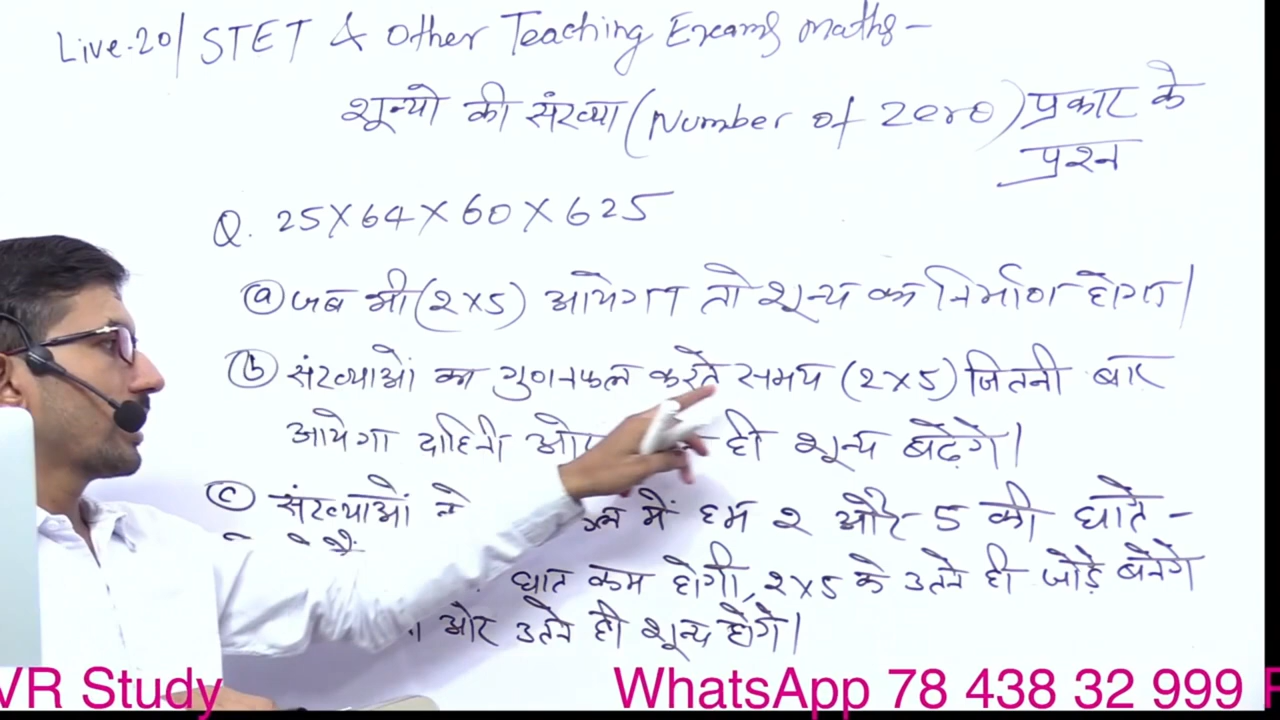 Live.20/ STET & Other Teaching Exams maths-
शून्यो की संख्या (Number of Zero) प्रकार के
प्रश्न
Q. 25×64×60×625
(a) जब भी (2×5) आयेगा तो शून्य का निर्माण होगा।
(b) संख्याओं का गुणनफल करते समय (2×5) जितनी बार
आयेगा दाहिनी ही शून्य बढ़ेंगे।
(c) संख्याओं में हम 2 और 5 की घाते -
घात कम होगी, 2×5 के उतने ही जोड़े बनेंगे
और उतने ही शून्य होंगे।
VR Study WhatsApp 78 438 32 999